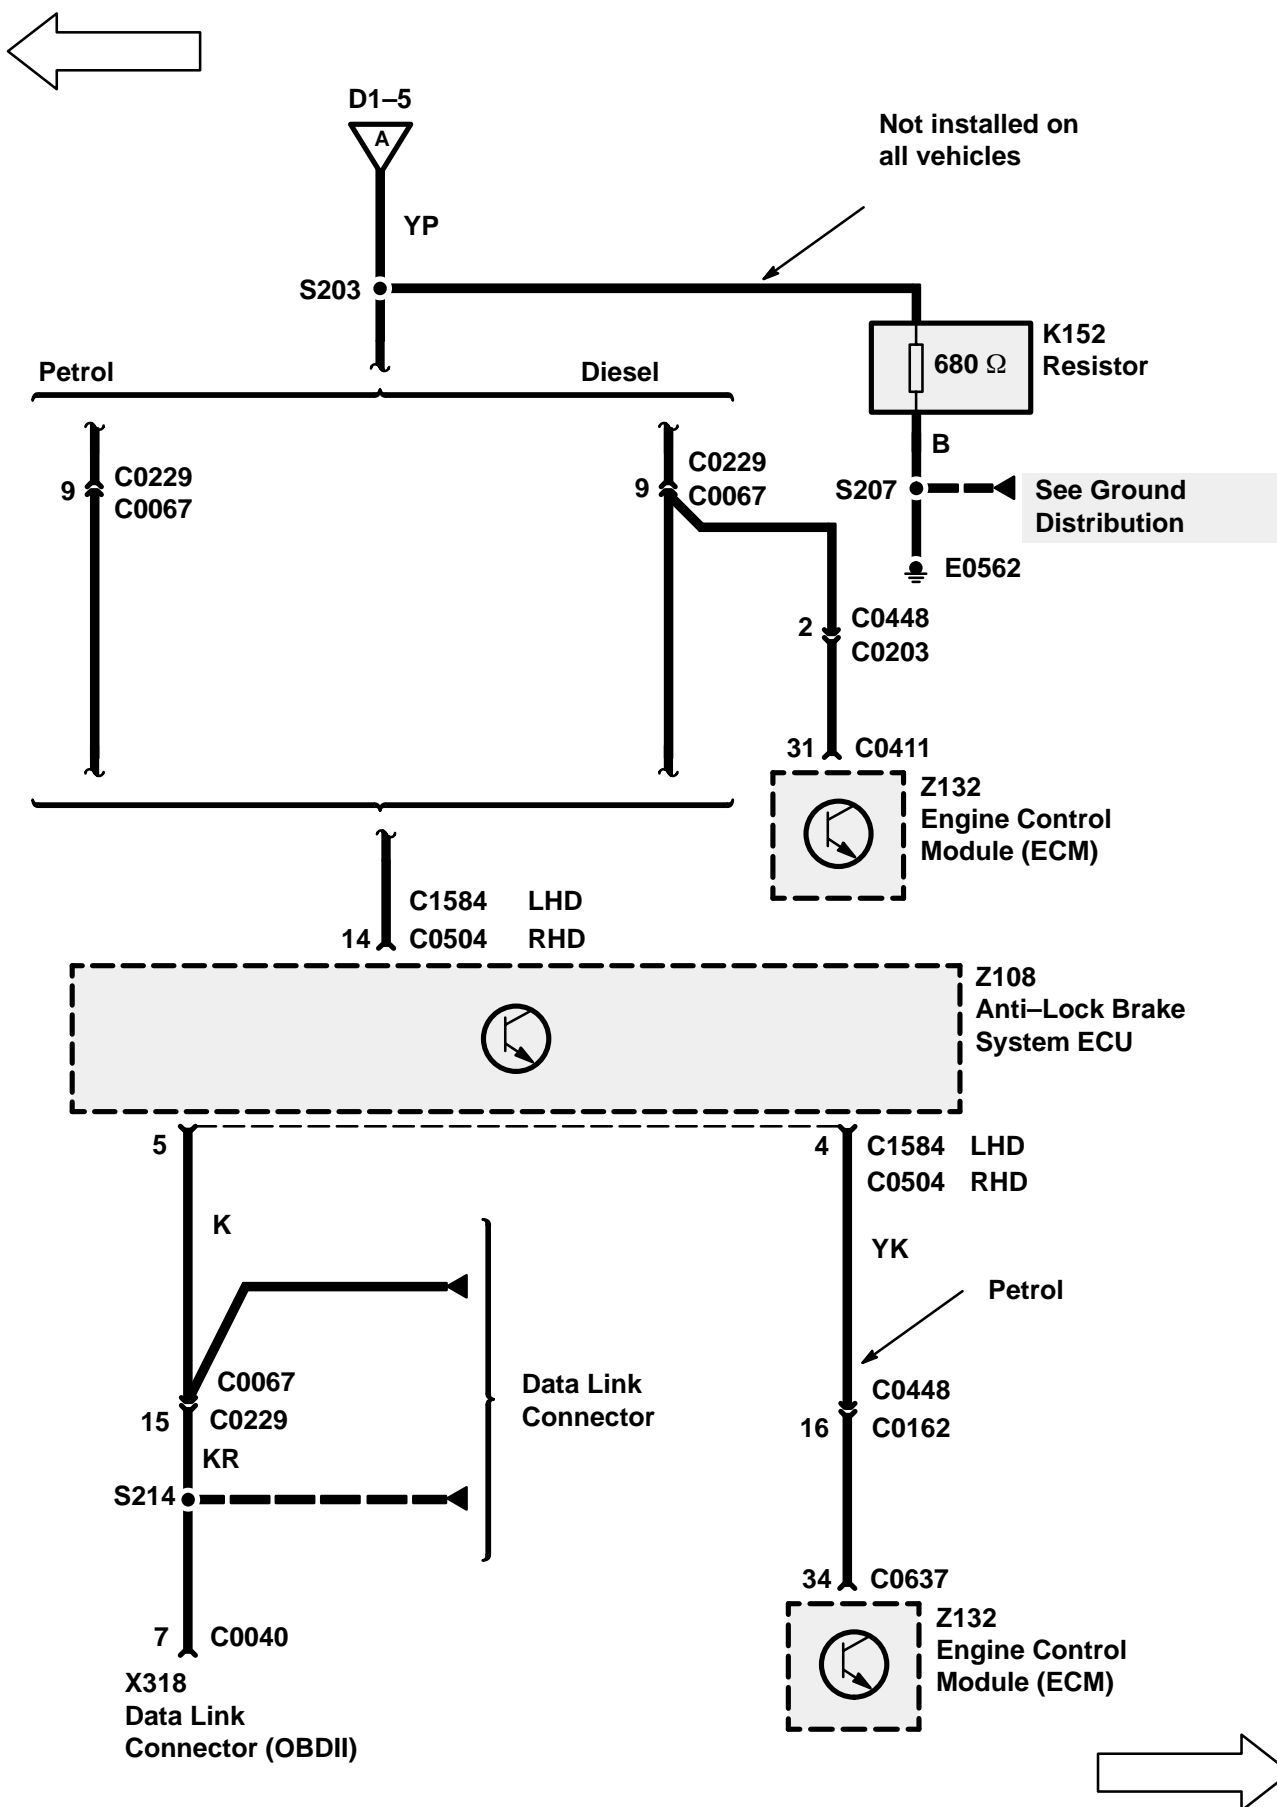 D1–5
A
Not installed on
all vehicles
YP
S203
K152
Resistor
680 Ω
Petrol
Diesel
B
9
C0229
C0067
9
C0229
C0067
S207
See Ground
Distribution
E0562
2
C0448
C0203
31
C0411
Z132
Engine Control
Module (ECM)
C1584 LHD
14 C0504 RHD
Z108
Anti–Lock Brake
System ECU
5
4
C1584 LHD
C0504 RHD
K
YK
Petrol
C0067
15
C0229
Data Link
Connector
C0448
16
C0162
KR
S214
34
C0637
Z132
Engine Control
Module (ECM)
7
C0040
X318
Data Link
Connector (OBDII)